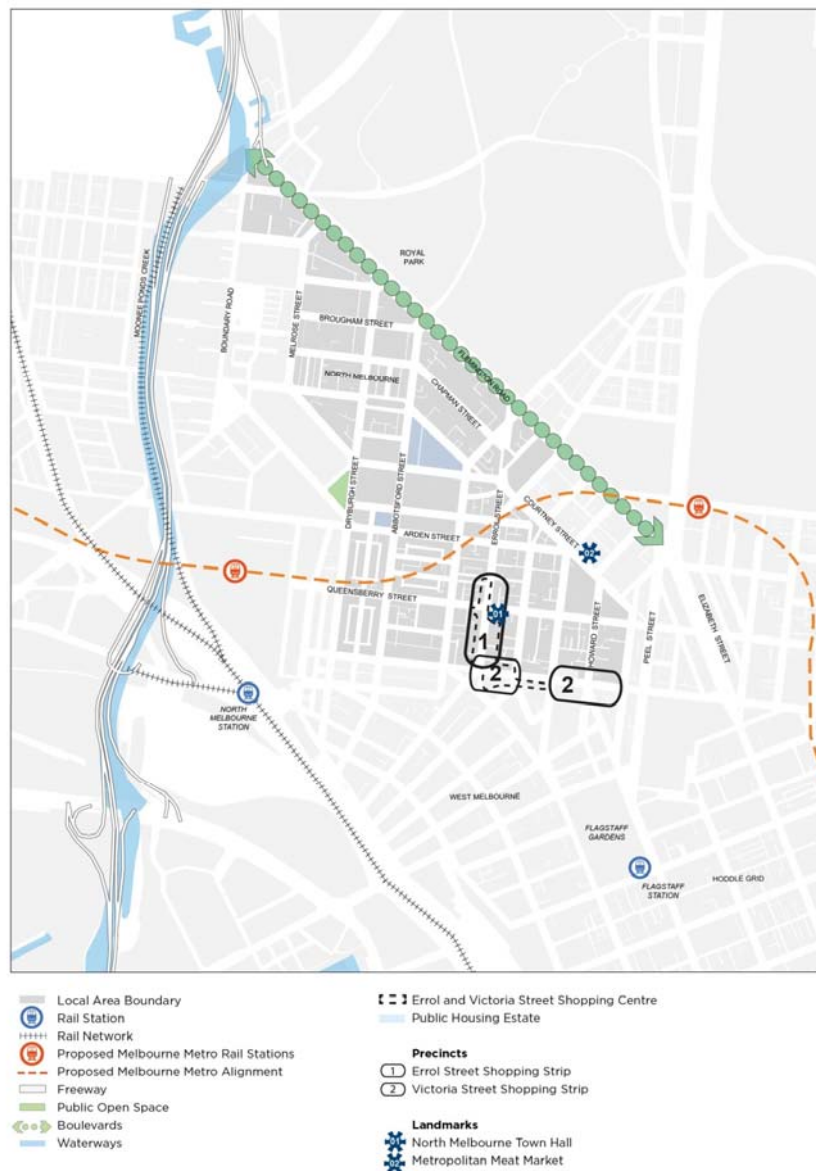 ROYAL
PARK
MOONEE PONDS CREEK
BOUNDARY ROAD
MELROSE STREET
BROUGHAM STREET
FLEMINGTON ROAD
NORTH MELBOURNE
CHAPMAN STREET
DRYBURGH STREET
ABBOTSFORD STREET
ERROL STREET
COURTNEY STREET
ARDEN STREET
02
QUEENSBERRY STREET
01
1
HOWARD STREET
PEEL STREET
ELIZABETH STREET
2
2
NORTH
MELBOURNE
STATION
WEST MELBOURNE
FLAGSTAFF
GARDENS
HODDLE GRID
FLAGSTAFF
STATION
Local Area Boundary
Rail Station
Rail Network
Proposed Melbourne Metro Rail Stations
Proposed Melbourne Metro Alignment
Freeway
Public Open Space
Boulevards
Waterways
Errol and Victoria Street Shopping Centre
Public Housing Estate
Precincts
1 Errol Street Shopping Strip
2 Victoria Street Shopping Strip
Landmarks
01 North Melbourne Town Hall
02 Metropolitan Meat Market